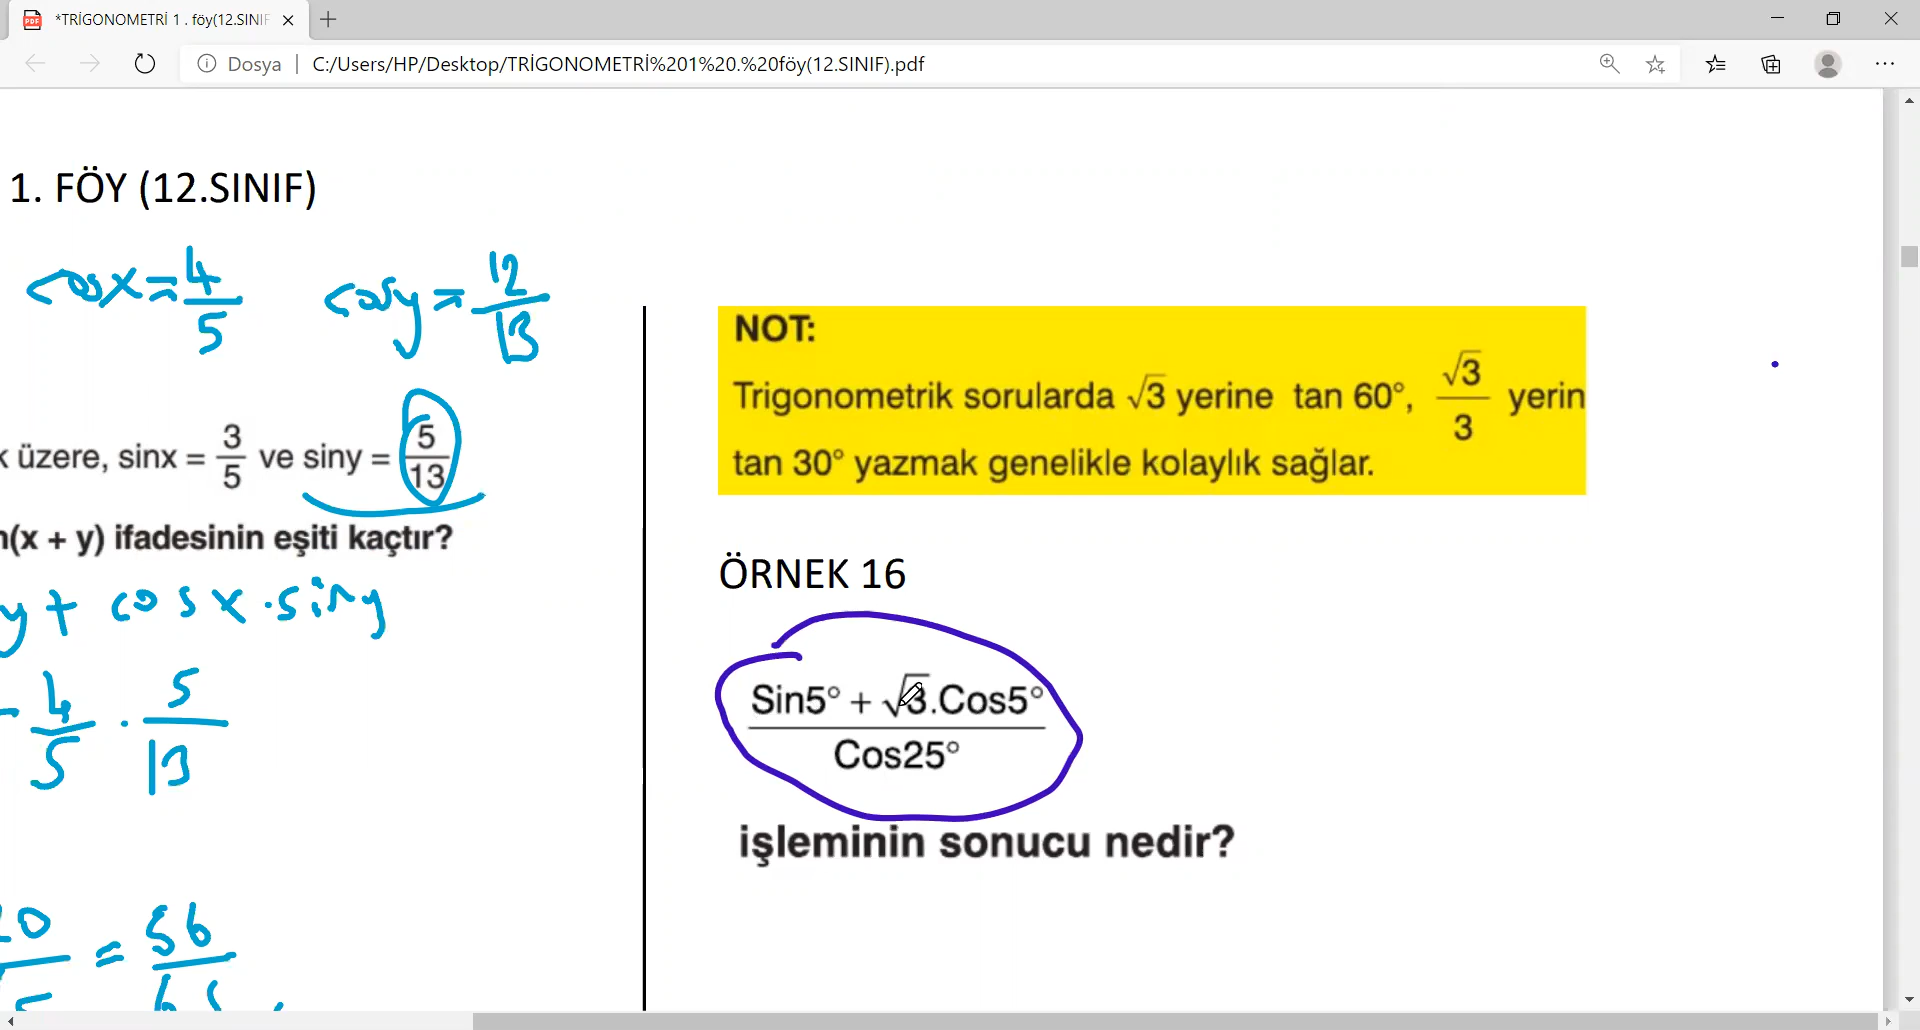 *TRİGONOMETRİ 1 . föy(12.SINIF
Dosya | C:/Users/HP/Desktop/TRİGONOMETRİ%201%20.%20föy(12.SINIF).pdf
1. FÖY (12.SINIF)
cosx = 4/5 cosy = 12/13
üzere, sinx = 3/5 ve siny = 5/13
(x + y) ifadesinin eşiti kaçtır?
y + cosx.siny
4/5 . 5/13
= 56
NOT:
Trigonometrik sorularda √3 yerine tan 60°, √3/3 yerin
tan 30° yazmak genelikle kolaylık sağlar.
ÖRNEK 16
Sin5° + √3.Cos5°
Cos25°
işleminin sonucu nedir?